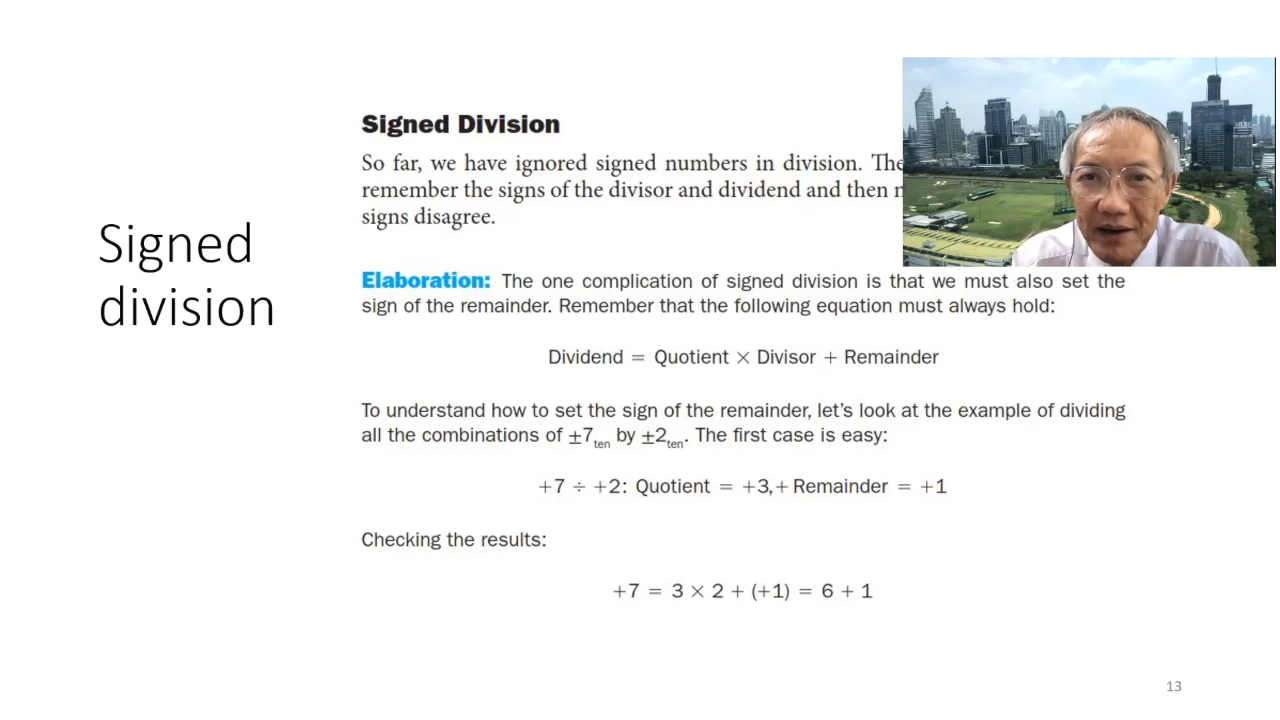 Signed
division
Signed Division
So far, we have ignored signed numbers in division. The
remember the signs of the divisor and dividend and then
signs disagree.
Elaboration: The one complication of signed division is that we must also set the
sign of the remainder. Remember that the following equation must always hold:
Dividend = Quotient × Divisor + Remainder
To understand how to set the sign of the remainder, let's look at the example of dividing
all the combinations of ±7ten by ±2ten. The first case is easy:
+7 ÷ +2: Quotient = +3,+ Remainder = +1
Checking the results:
+7 = 3 × 2 + (+1) = 6 + 1
13